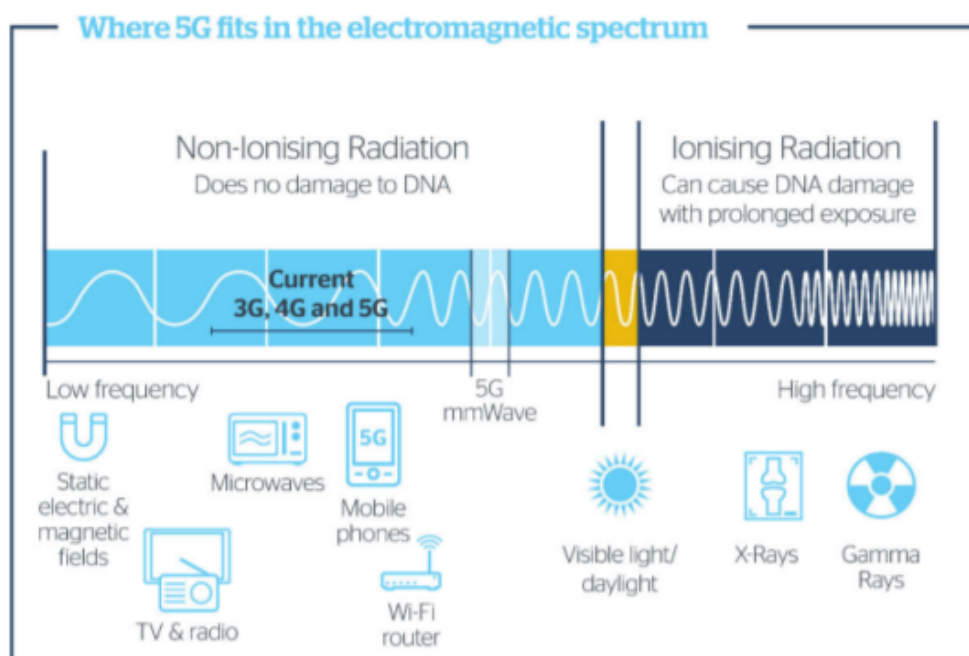 Where 5G fits in the electromagnetic spectrum
Non-Ionising Radiation
Does no damage to DNA
Ionising Radiation
Can cause DNA damage
with prolonged exposure
Current
3G, 4G and 5G
Low frequency
5G
mmWave
High frequency
Static
electric &
magnetic
fields
TV & radio
Microwaves
5G
Mobile
phones
Wi-Fi
router
Visible light/
daylight
X-Rays
Gamma
Rays